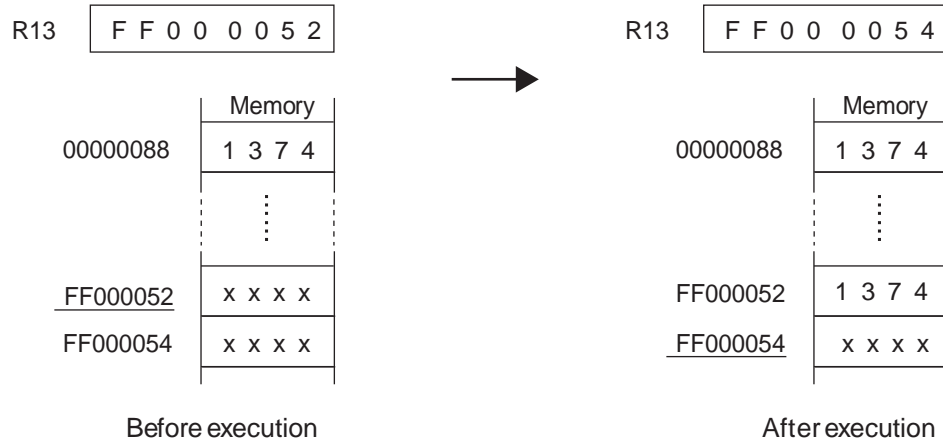 R13 F F 0 0 0 0 5 2
Memory
00000088 1 3 7 4
FF000052 x x x x
FF000054 x x x x
Before execution
R13 F F 0 0 0 0 5 4
Memory
00000088 1 3 7 4
FF000052 1 3 7 4
FF000054 x x x x
After execution